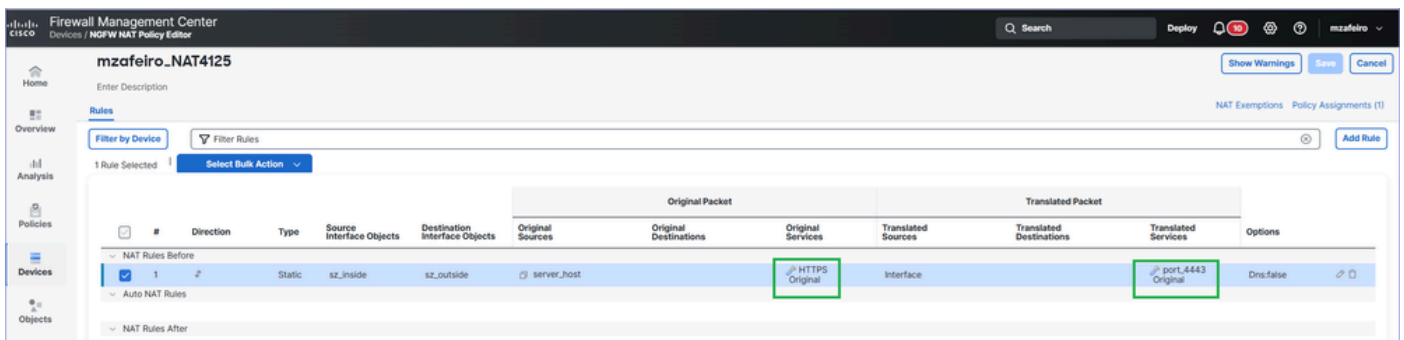 Firewall Management Center
CISCO Devices / NGFW NAT Policy Editor
Search
Deploy
10
mzafeiro
Home
Overview
Analysis
Policies
Devices
Objects
mzafeiro_NAT4125
Show Warnings
Save
Cancel
Enter Description
Rules
NAT Exemptions Policy Assignments (1)
Filter by Device
Filter Rules
Add Rule
1 Rule Selected
Select Bulk Action
Original Packet
Translated Packet
# Direction Type Source Interface Objects Destination Interface Objects Original Sources Original Destinations Original Services Translated Sources Translated Destinations Translated Services Options
NAT Rules Before
1 Static sz_inside sz_outside server_host HTTPS Original Interface port_4443 Original Dns:false
Auto NAT Rules
NAT Rules After